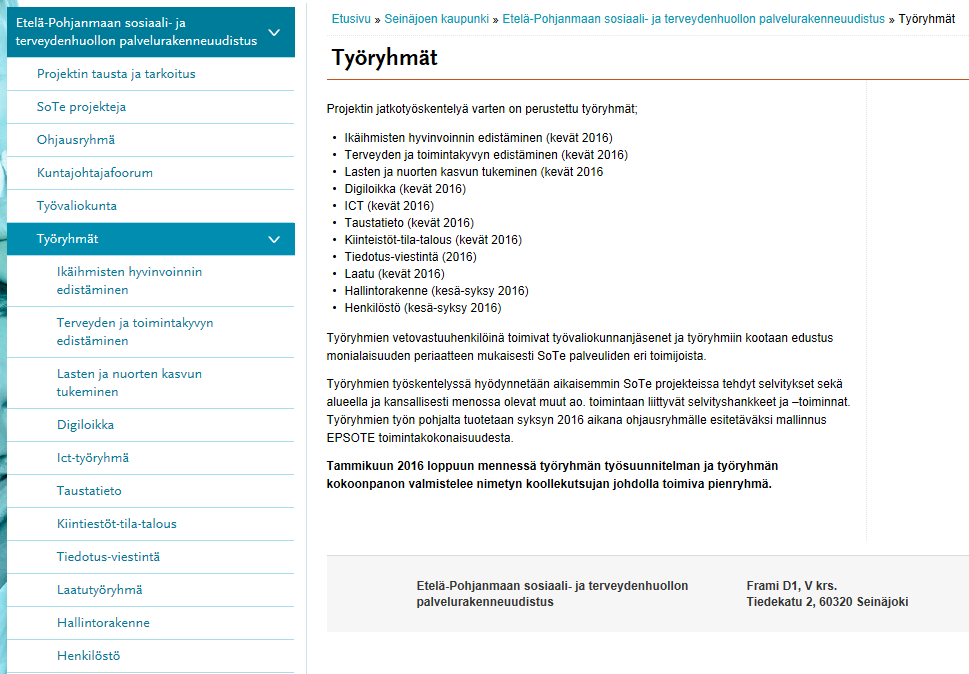 Etelä-Pohjanmaan sosiaali- ja
terveydenhuollon palvelurakenneuudistus
Projektin tausta ja tarkoitus
SoTe projekteja
Ohjausryhmä
Kuntajohtajafoorum
Työvaliokunta
Työryhmät
Ikäihmisten hyvinvoinnin
edistäminen
Terveyden ja toimintakyvyn
edistäminen
Lasten ja nuorten kasvun
tukeminen
Digiloikka
Ict-työryhmä
Taustatieto
Kiintiestöt-tila-talous
Tiedotus-viestintä
Laatutyöryhmä
Hallintorakenne
Henkilöstö
Etusivu » Seinäjoen kaupunki » Etelä-Pohjanmaan sosiaali- ja terveydenhuollon palvelurakenneuudistus » Työryhmät
Työryhmät
Projektin jatkotyöskentelyä varten on perustettu työryhmät;
• Ikäihmisten hyvinvoinnin edistäminen (kevät 2016)
• Terveyden ja toimintakyvyn edistäminen (kevät 2016)
• Lasten ja nuorten kasvun tukeminen (kevät 2016
• Digiloikka (kevät 2016)
• ICT (kevät 2016)
• Taustatieto (kevät 2016)
• Kiinteistöt-tila-talous (kevät 2016)
• Tiedotus-viestintä (2016)
• Laatu (kevät 2016)
• Hallintorakenne (kesä-syksy 2016)
• Henkilöstö (kesä-syksy 2016)
Työryhmien vetovastuuhenkilöinä toimivat työvaliokunnanjäsenet ja työryhmiin kootaan edustus
monialaisuuden periaatteen mukaisesti SoTe palveuliden eri toimijoista.
Työryhmien työskentelyssä hyödynnetään aikaisemmin SoTe projekteissa tehdyt selvitykset sekä
alueella ja kansallisesti menossa olevat muut ao. toimintaan liittyvät selvityshankkeet ja –toiminnat.
Työryhmien työn pohjalta tuotetaan syksyn 2016 aikana ohjausryhmälle esitetäväksi mallinnus
EPSOTE toimintakokonaisuudesta.
Tammikuun 2016 loppuun mennessä työryhmän työsuunnitelman ja työryhmän
kokoonpanon valmistelee nimetyn koollekutsujan johdolla toimiva pienryhmä.
Etelä-Pohjanmaan sosiaali- ja terveydenhuollon
palvelurakenneuudistus
Frami D1, V krs.
Tiedekatu 2, 60320 Seinäjoki